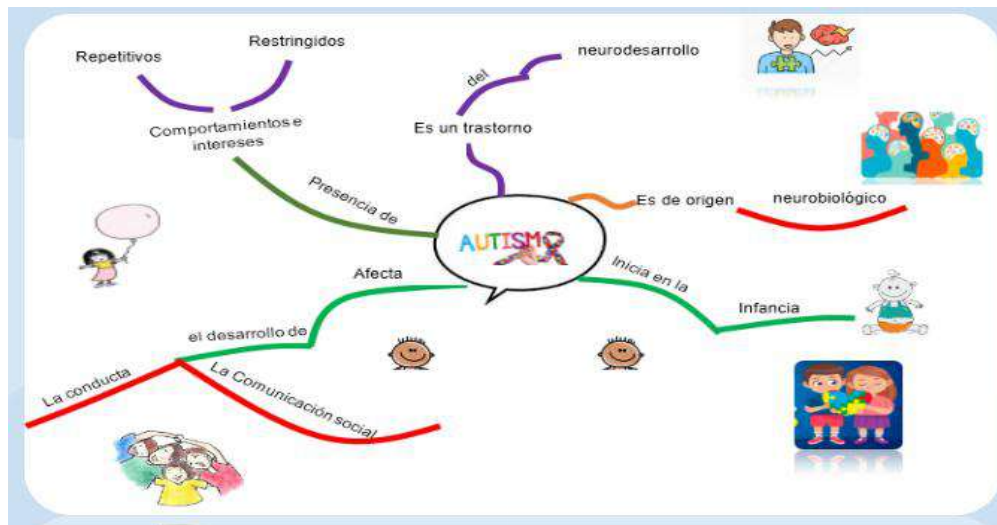 Repetitivos
Restringidos
Comportamientos e
intereses
Presencia de
neurodesarrollo
del
Es un trastorno
Es de origen
neurobiológico
AUTISMO
Inicia en la
Infancia
Afecta
el desarrollo de
La conducta
La Comunicación social